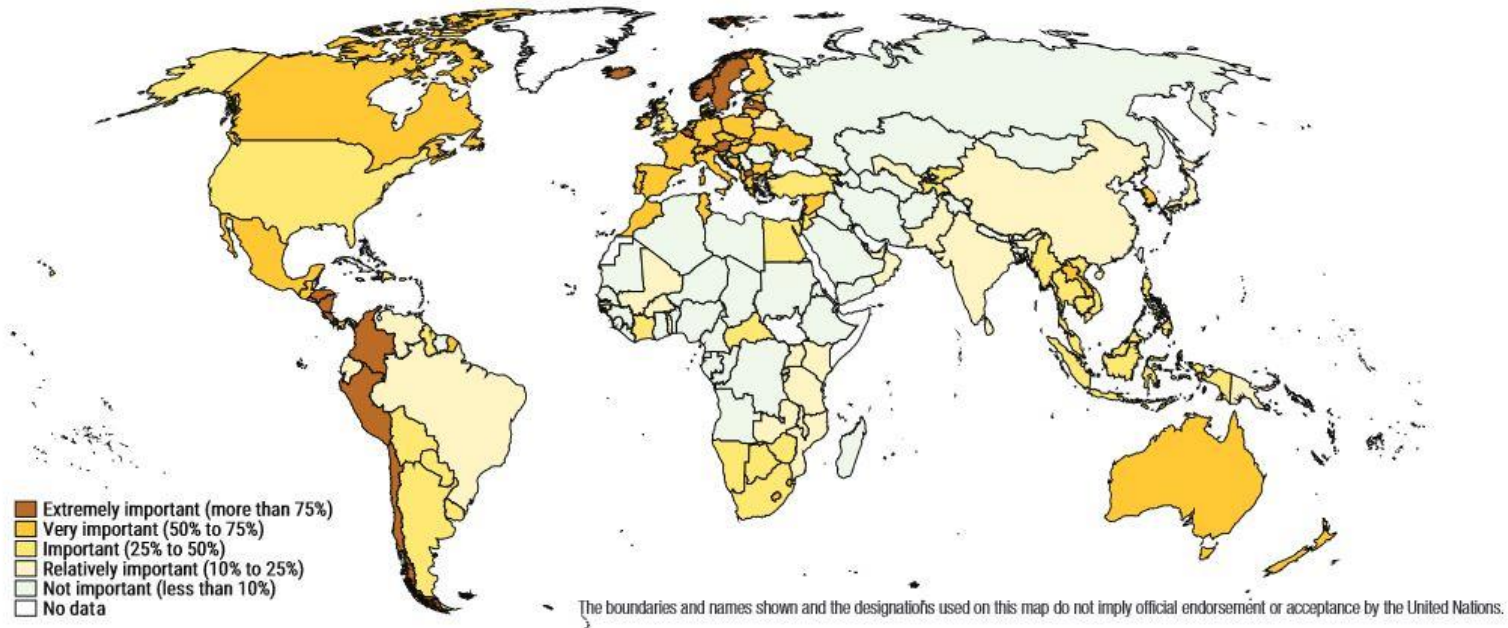 Extremely important (more than 75%)
Very important (50% to 75%)
Important (25% to 50%)
Relatively important (10% to 25%)
Not important (less than 10%)
No data
The boundaries and names shown and the designations used on this map do not imply official endorsement or acceptance by the United Nations.